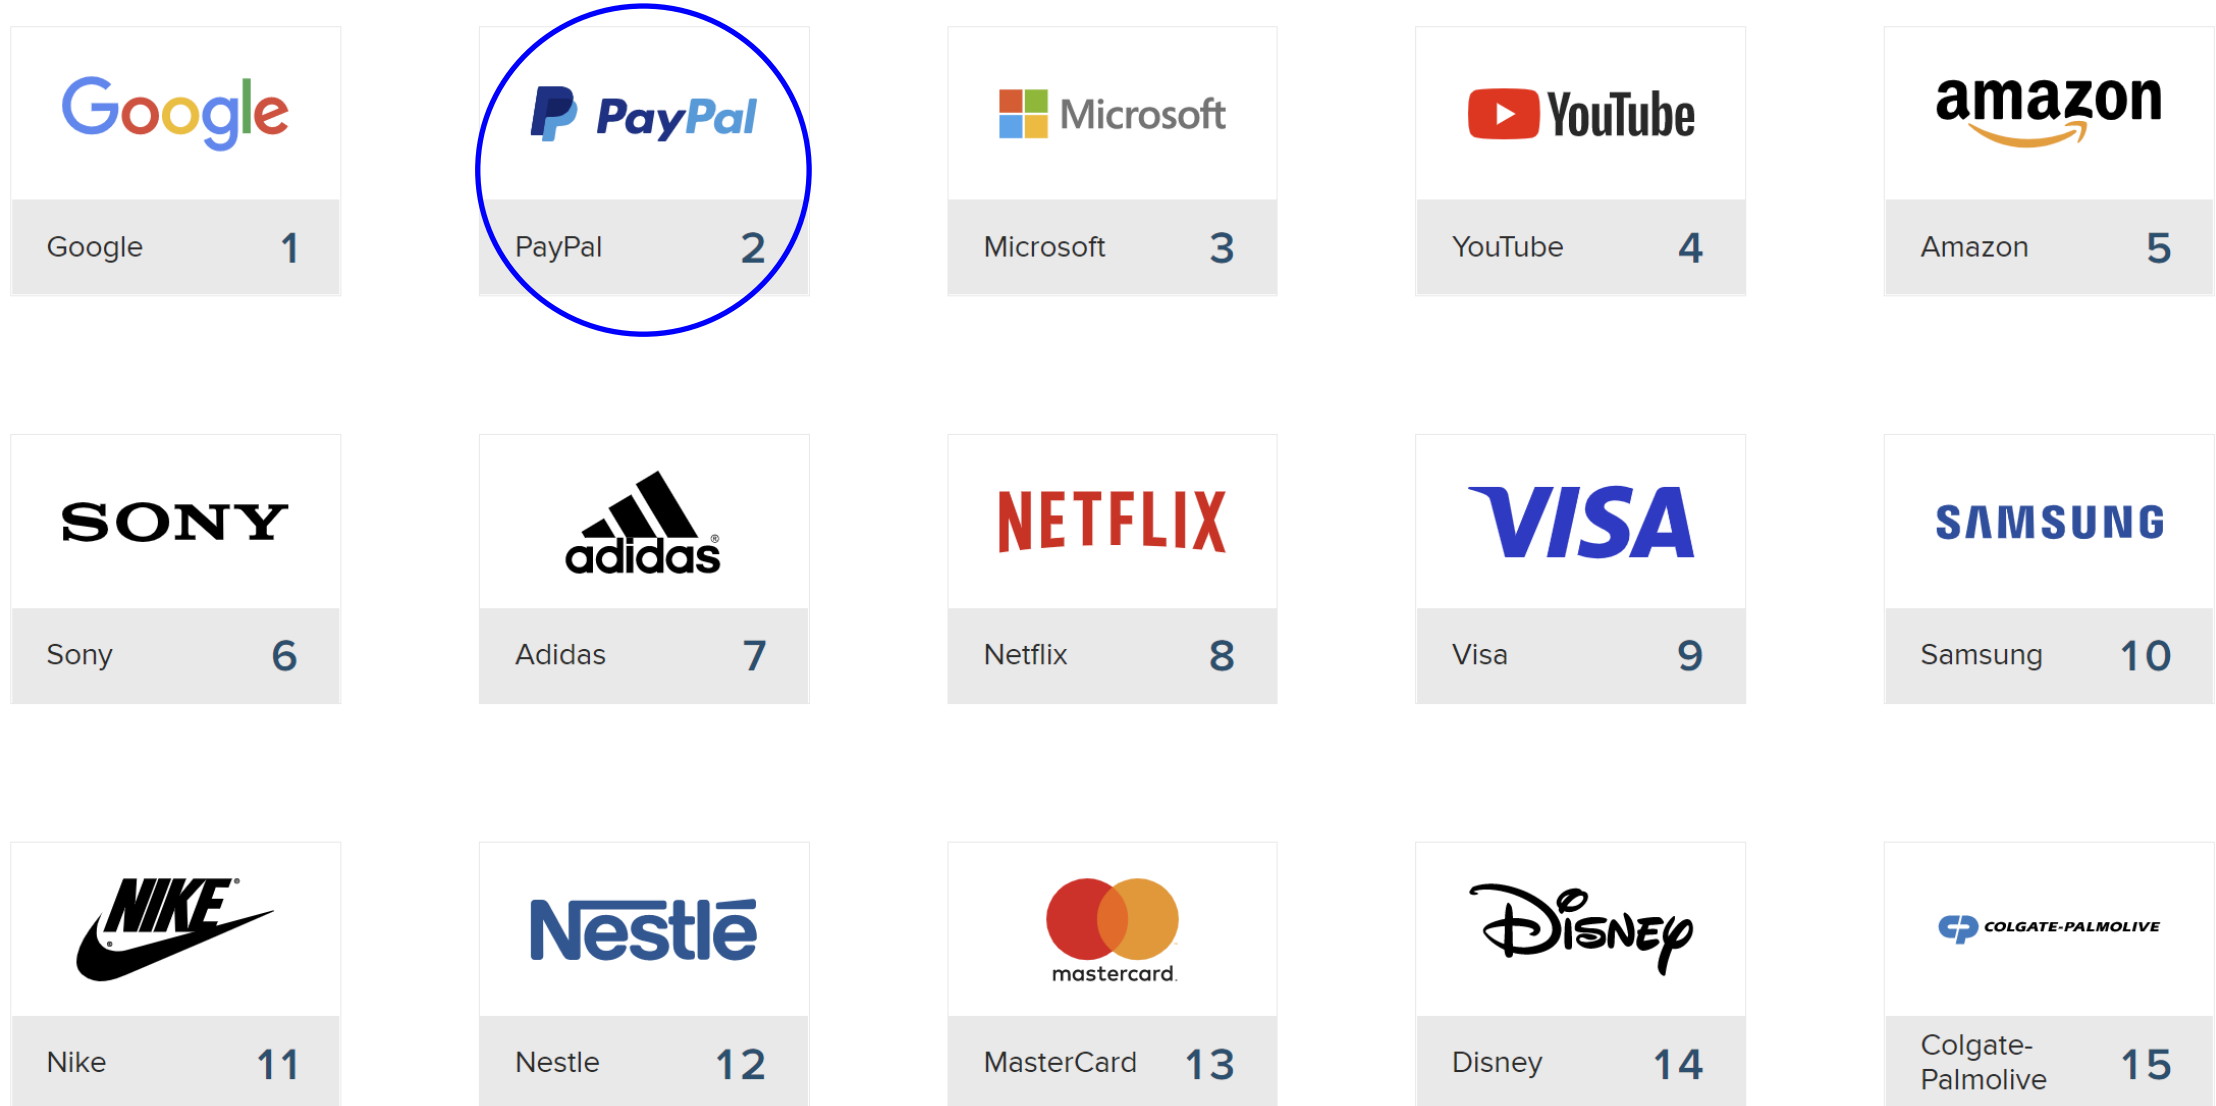 Google PayPal Microsoft YouTube amazon
Google 1 PayPal 2 Microsoft 3 YouTube 4 Amazon 5
SONY adidas® NETFLIX VISA SAMSUNG
Sony 6 Adidas 7 Netflix 8 Visa 9 Samsung 10
NIKE® Nestlé mastercard. Disney CP COLGATE-PALMOLIVE
Nike 11 Nestle 12 MasterCard 13 Disney 14 Colgate-
Palmolive 15